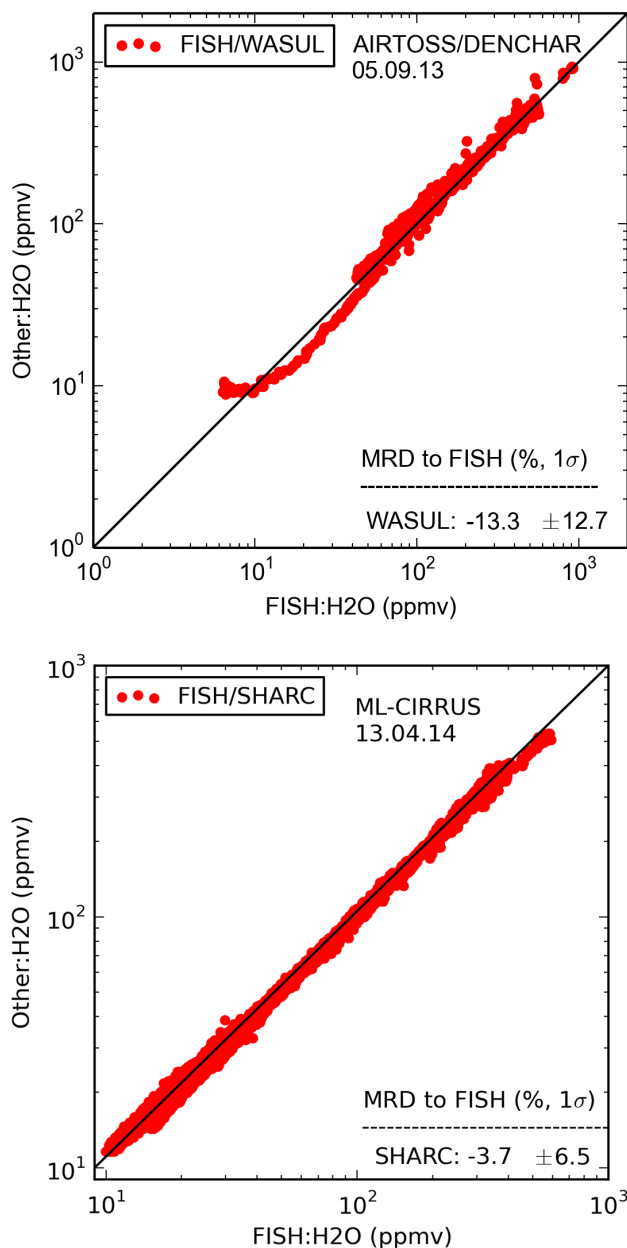 FISH/WASUL
AIRTOSS/DENCHAR
05.09.13
10³
10²
10¹
10⁰
Other:H2O (ppmv)
MRD to FISH (%, 1σ)
WASUL: -13.3 ±12.7
10⁰ 10¹ 10² 10³
FISH:H2O (ppmv)
FISH/SHARC
ML-CIRRUS
13.04.14
10³
10²
10¹
Other:H2O (ppmv)
MRD to FISH (%, 1σ)
SHARC: -3.7 ±6.5
10¹ 10² 10³
FISH:H2O (ppmv)